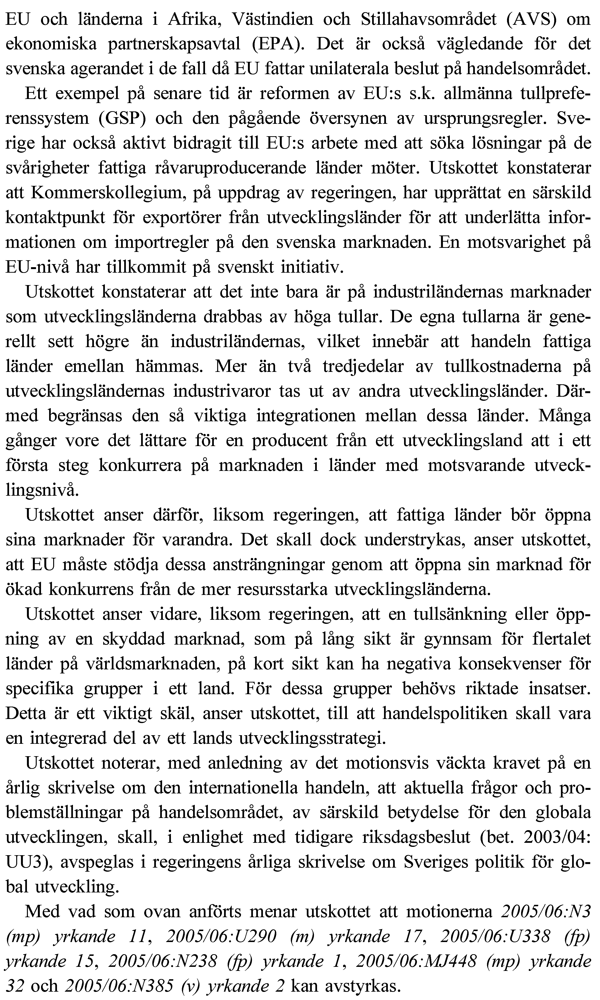 EU och länderna i Afrika, Västindien och Stillahavsområdet (AVS) om
ekonomiska partnerskapsavtal (EPA). Det är också vägledande för det
svenska agerandet i de fall då EU fattar unilaterala beslut på handelsområdet.
Ett exempel på senare tid är reformen av EU:s s.k. allmänna tullprefe-
renssystem (GSP) och den pågående översynen av ursprungsregler. Sve-
rige har också aktivt bidragit till EU:s arbete med att söka lösningar på de
svårigheter fattiga råvaruproducerande länder möter. Utskottet konstaterar
att Kommerskollegium, på uppdrag av regeringen, har upprättat en särskild
kontaktpunkt för exportörer från utvecklingsländer för att underlätta infor-
mationen om importregler på den svenska marknaden. En motsvarighet på
EU-nivå har tillkommit på svenskt initiativ.
Utskottet konstaterar att det inte bara är på industriländernas marknader
som utvecklingsländerna drabbas av höga tullar. De egna tullarna är gene-
rellt sett högre än industriländernas, vilket innebär att handeln fattiga
länder emellan hämmas. Mer än två tredjedelar av tullkostnaderna på
utvecklingsländernas industrivaror tas ut av andra utvecklingsländer. Där-
med begränsas den så viktiga integrationen mellan dessa länder. Många
gånger vore det lättare för en producent från ett utvecklingsland att i ett
första steg konkurrera på marknaden i länder med motsvarande utveck-
lingsnivå.
Utskottet anser därför, liksom regeringen, att fattiga länder bör öppna
sina marknader för varandra. Det skall dock understrykas, anser utskottet,
att EU måste stödja dessa ansträngningar genom att öppna sin marknad för
ökad konkurrens från de mer resursstarka utvecklingsländerna.
Utskottet anser vidare, liksom regeringen, att en tullsänkning eller öpp-
ning av en skyddad marknad, som på lång sikt är gynnsam för flertalet
länder på världsmarknaden, på kort sikt kan ha negativa konsekvenser för
specifika grupper i ett land. För dessa grupper behövs riktade insatser.
Detta är ett viktigt skäl, anser utskottet, till att handelspolitiken skall vara
en integrerad del av ett lands utvecklingsstrategi.
Utskottet noterar, med anledning av det motionsvis väckta kravet på en
årlig skrivelse om den internationella handeln, att aktuella frågor och pro-
blemställningar på handelsområdet, av särskild betydelse för den globala
utvecklingen, skall, i enlighet med tidigare riksdagsbeslut (bet. 2003/04:
UU3), avspeglas i regeringens årliga skrivelse om Sveriges politik för glo-
bal utveckling.
Med vad som ovan anförts menar utskottet att motionerna 2005/06:N3
(mp) yrkande 11, 2005/06:U290 (m) yrkande 17, 2005/06:U338 (fp)
yrkande 15, 2005/06:N238 (fp) yrkande 1, 2005/06:MJ448 (mp) yrkande
32 och 2005/06:N385 (v) yrkande 2 kan avstyrkas.